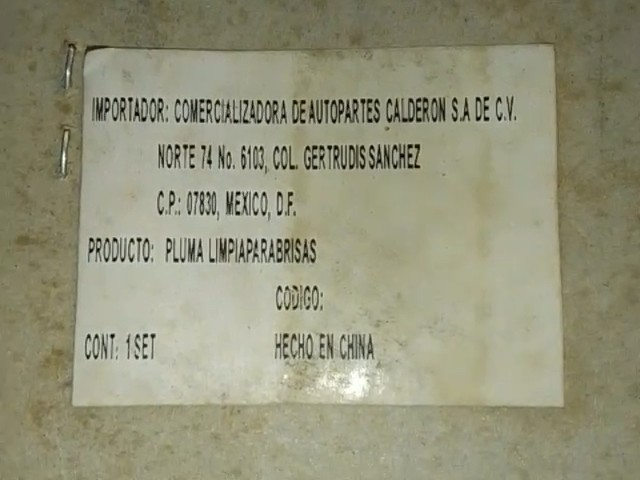 IMPORTADOR: COMERCIALIZADORA DE AUTOPARTES CALDERON S.A DE C.V.
NORTE 74 No. 6103, COL. GERTRUDIS SANCHEZ
C.P.: 07830, MEXICO, D.F.
PRODUCTO: PLUMA LIMPIAPARABRISAS
CODIGO:
CONT: 1 SET HECHO EN CHINA